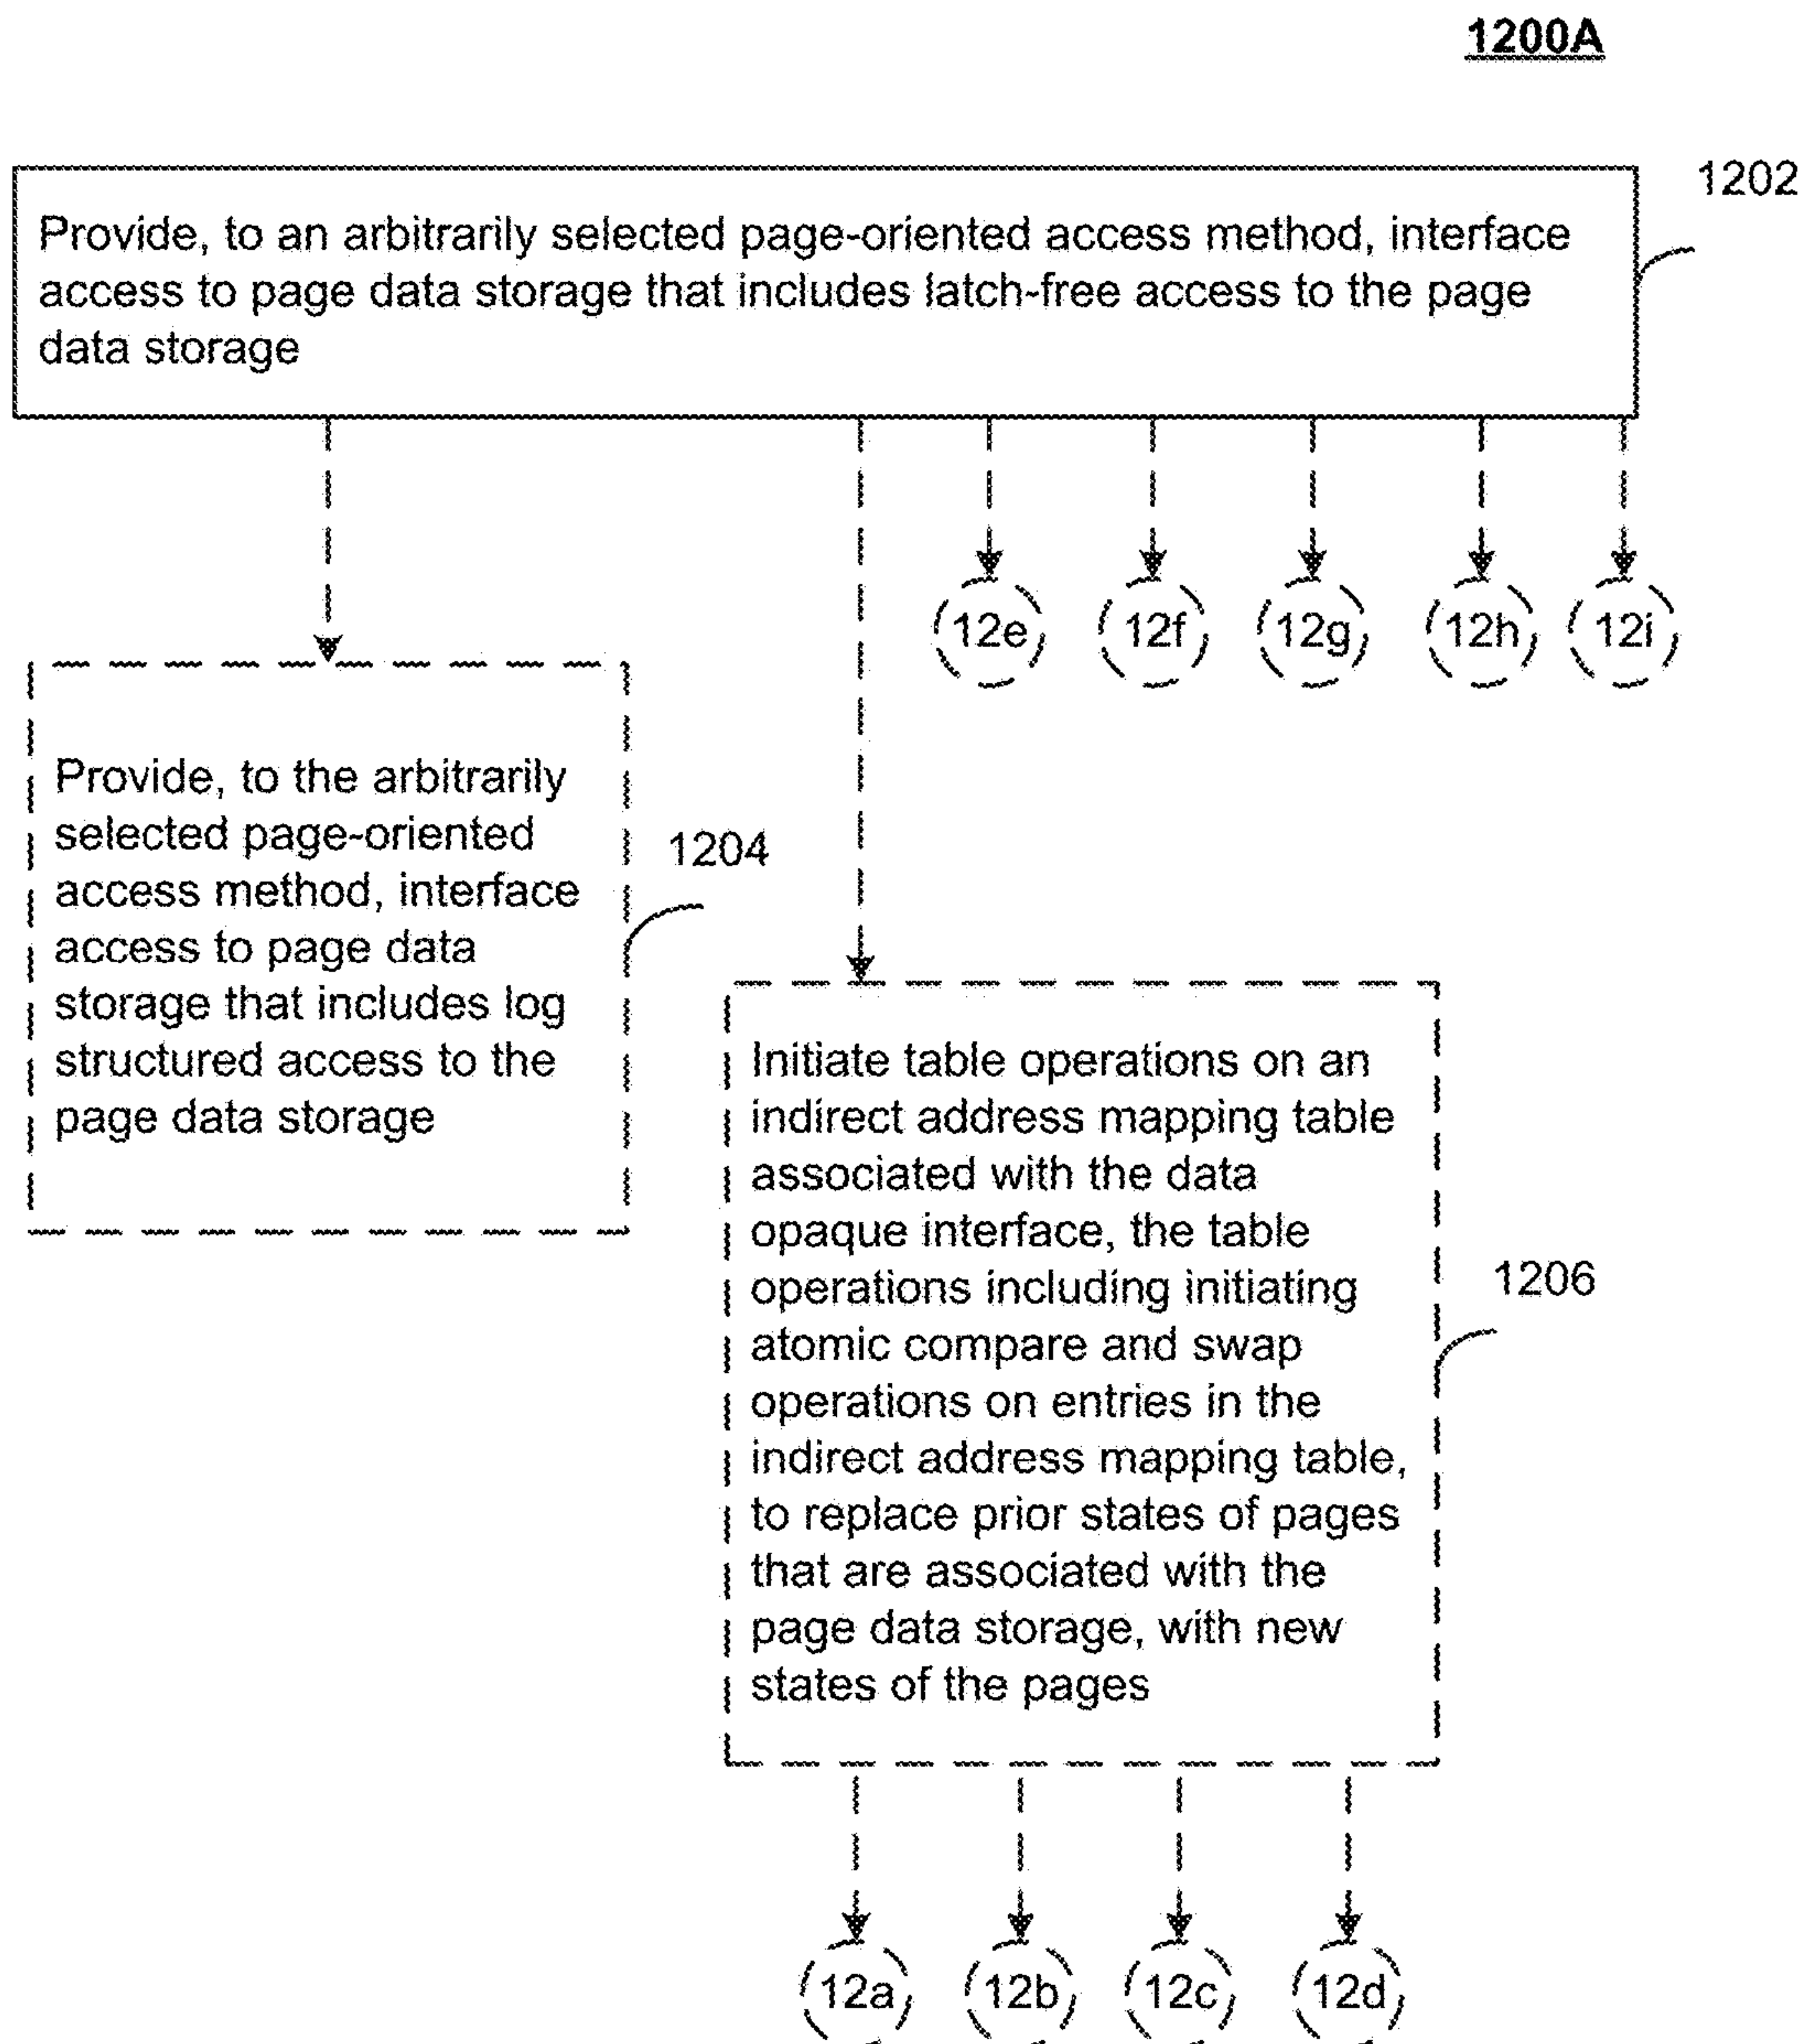 1200A
1202
Provide, to an arbitrarily selected page-oriented access method, interface
access to page data storage that includes latch-free access to the page
data storage
12e 12f 12g 12h 12i
Provide, to the arbitrarily
selected page-oriented
access method, interface
access to page data
storage that includes log
structured access to the
page data storage
1204
Initiate table operations on an
indirect address mapping table
associated with the data
opaque interface, the table
operations including initiating
atomic compare and swap
operations on entries in the
indirect address mapping table,
to replace prior states of pages
that are associated with the
page data storage, with new
states of the pages
1206
12a 12b 12c 12d